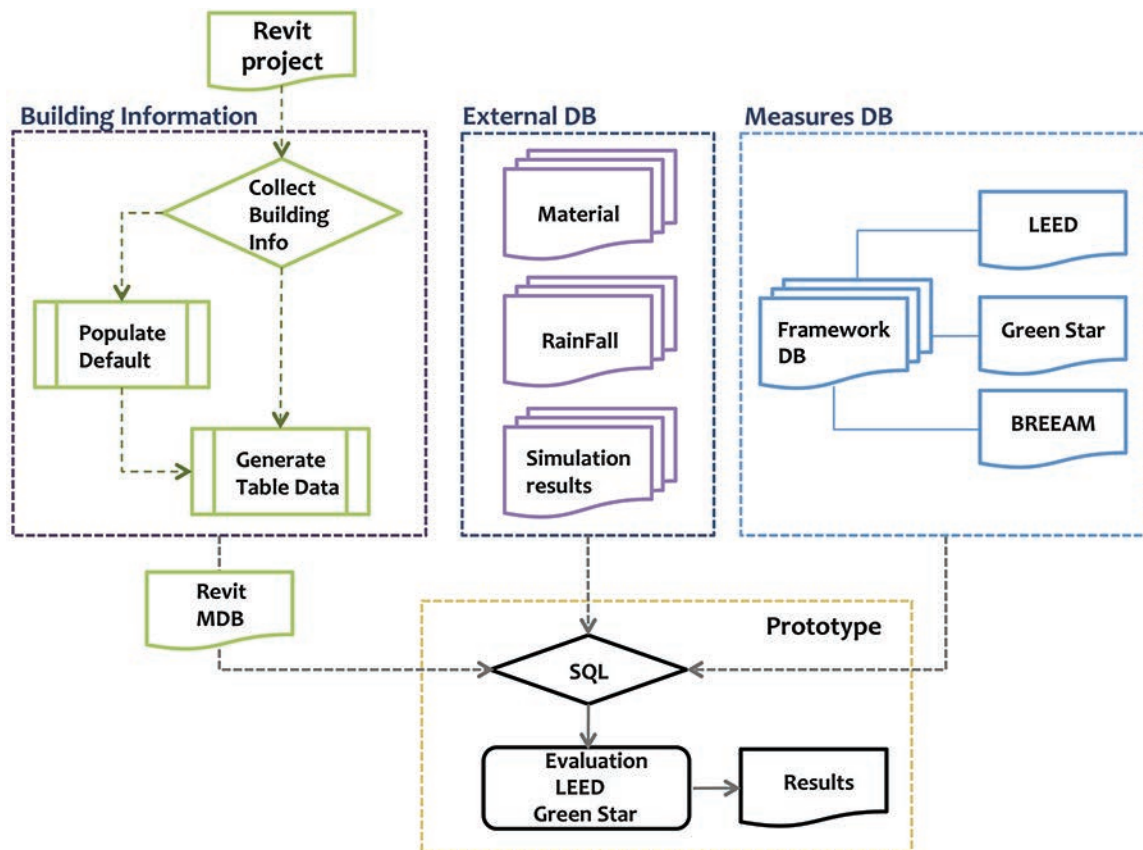 Revit
project
Building Information
Collect
Building
Info
Populate
Default
Generate
Table Data
Revit
MDB
External DB
Material
RainFall
Simulation
results
Measures DB
Framework
DB
LEED
Green Star
BREEAM
Prototype
SQL
Evaluation
LEED
Green Star
Results